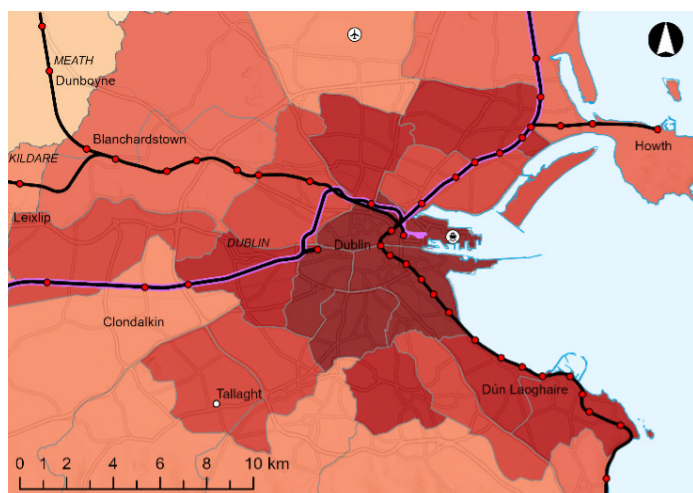 MEATH
Dunboyne
Blanchardstown
KILDARE
Howth
Leixlip
DUBLIN
Dublin
Clondalkin
Dún Laoghaire
Tallaght
0 1 2 4 6 8 10 km